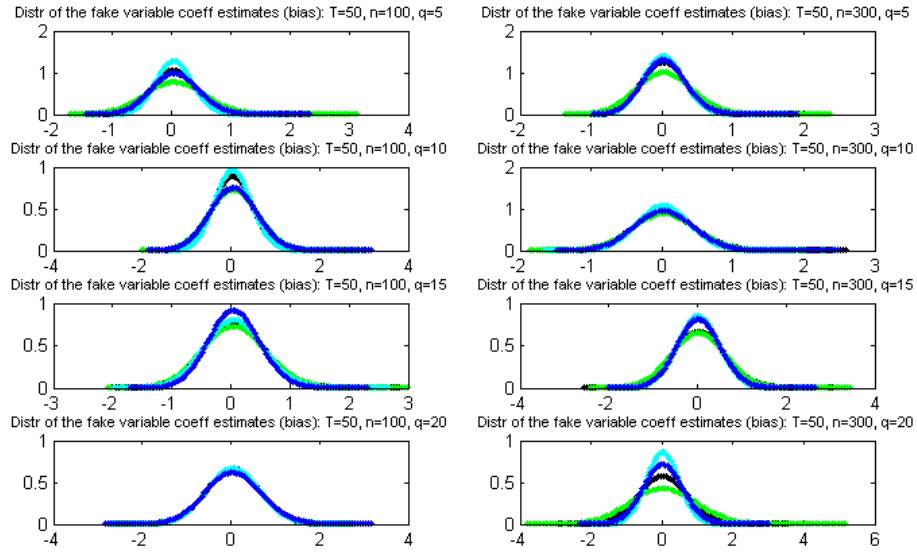 Distr of the fake variable coeff estimates (bias): T=50, n=100, q=5
2
1
0
-2 -1 0 1 2 3 4
Distr of the fake variable coeff estimates (bias): T=50, n=300, q=5
2
1
0
-2 -1 0 1 2 3
Distr of the fake variable coeff estimates (bias): T=50, n=100, q=10
1
0.5
0
-4 -2 0 2 4
Distr of the fake variable coeff estimates (bias): T=50, n=300, q=10
2
1
0
-2 -1 0 1 2 3
Distr of the fake variable coeff estimates (bias): T=50, n=100, q=15
1
0.5
0
-3 -2 -1 0 1 2 3
Distr of the fake variable coeff estimates (bias): T=50, n=300, q=15
1
0.5
0
-4 -2 0 2 4
Distr of the fake variable coeff estimates (bias): T=50, n=100, q=20
1
0.5
0
-4 -2 0 2 4
Distr of the fake variable coeff estimates (bias): T=50, n=300, q=20
1
0.5
0
-4 -2 0 2 4 6